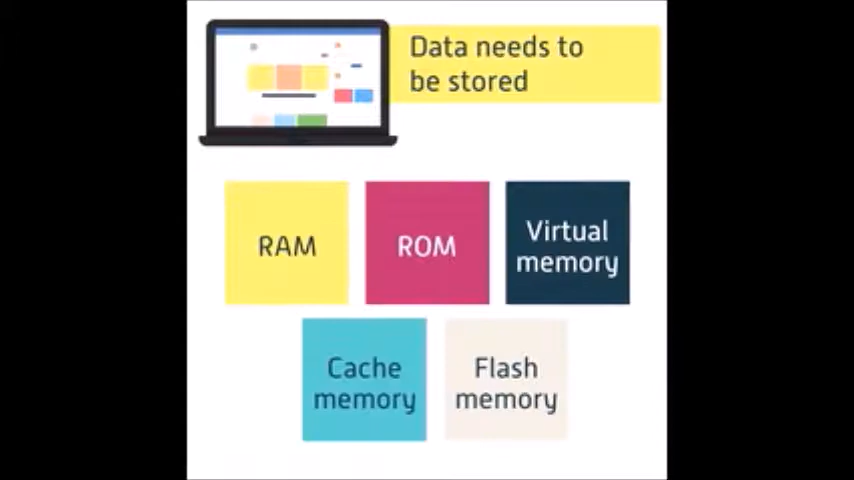 Data needs to
be stored
RAM
ROM
Virtual
memory
Cache
memory
Flash
memory